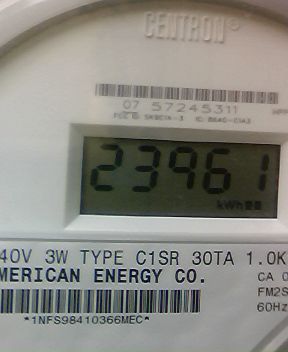 CENTRON®
07 57245311
23961
kWh
40V 3W TYPE C1SR 30TA 1.0K
MERICAN ENERGY CO.
CA 0
FM2S
60Hz
*1NFS98410366MEC*